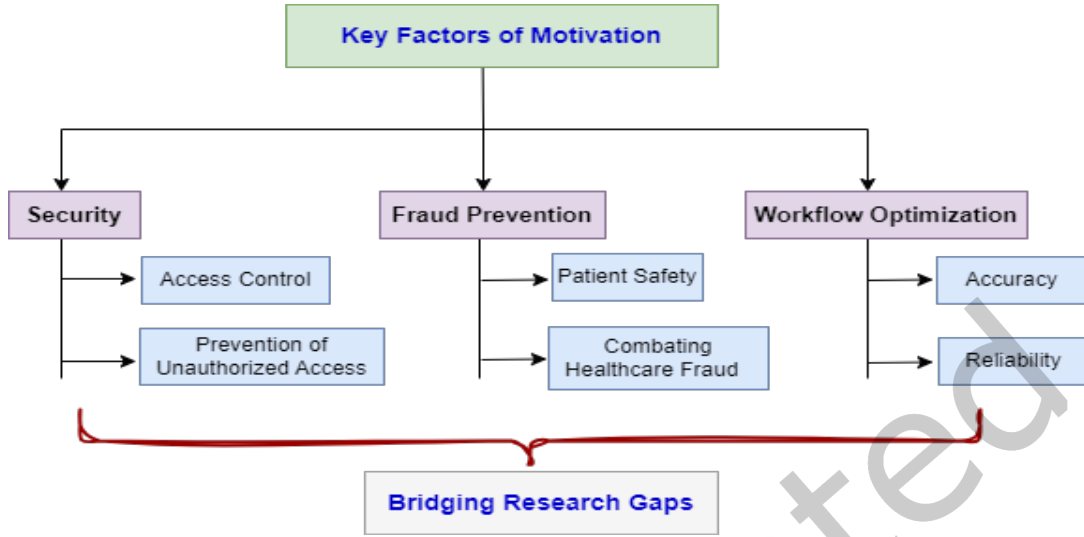 Key Factors of Motivation
Security
Fraud Prevention
Workflow Optimization
Access Control
Patient Safety
Accuracy
Prevention of
Unauthorized Access
Combating
Healthcare Fraud
Reliability
Bridging Research Gaps
ted